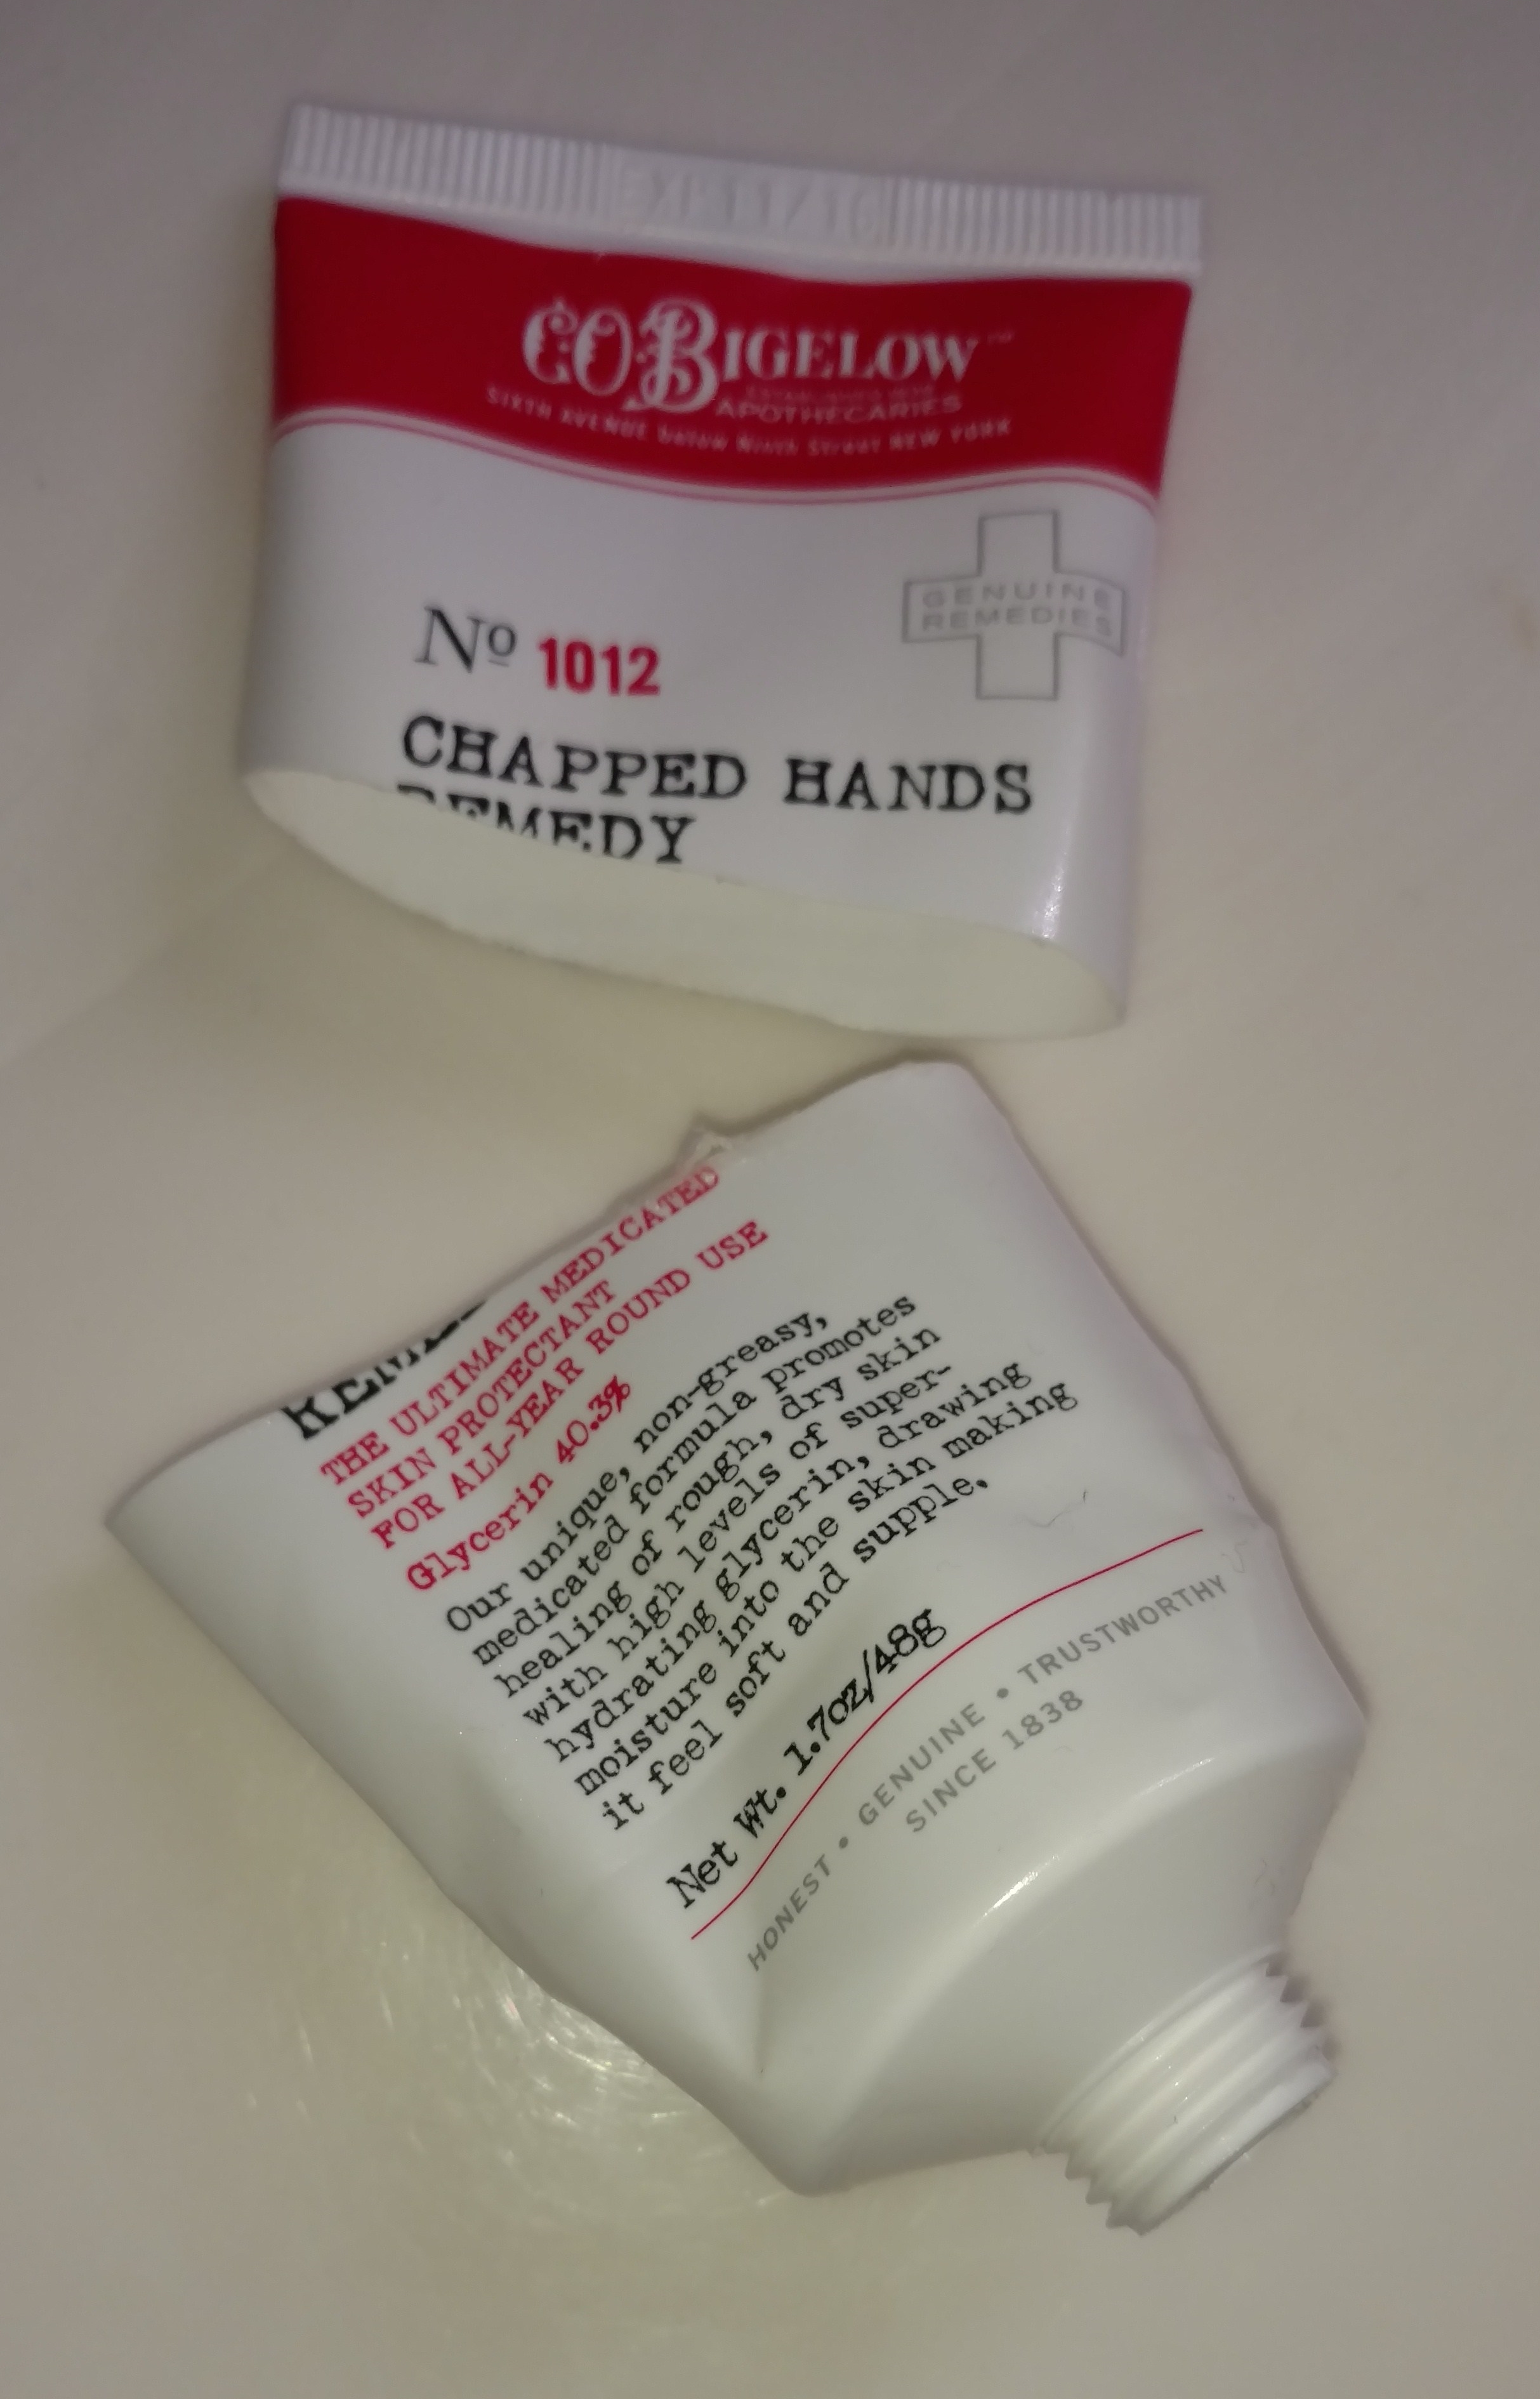 C.O. BIGELOW™
APOTHECARIES
SIXTH AVENUE below Ninth Street NEW YORK
GENUINE
REMEDIES
Nº 1012
CHAPPED HANDS
REMEDY
THE ULTIMATE MEDICATED
SKIN PROTECTANT
FOR ALL-YEAR ROUND USE
Glycerin 40.3%
Our unique, non-greasy,
medicated formula promotes
healing of rough, dry skin
with high levels of super-
hydrating glycerin, drawing
moisture into the skin making
it feel soft and supple.
Net Wt. 1.7oz/48g
HONEST • GENUINE • TRUSTWORTHY
SINCE 1838